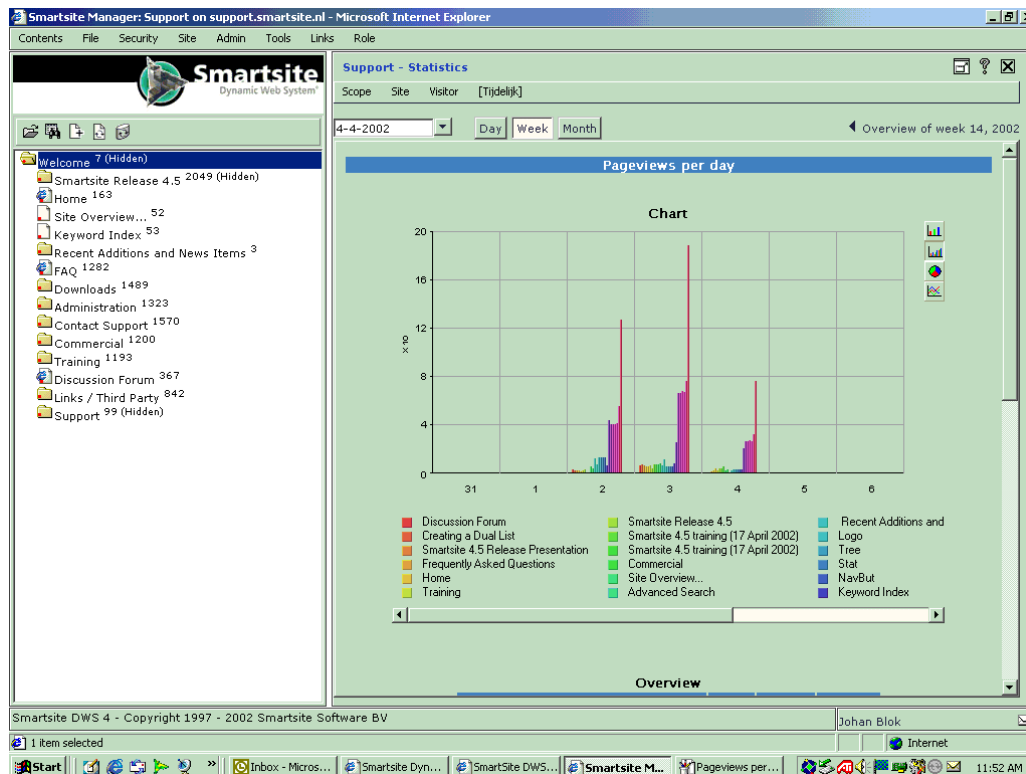 Smartsite Manager: Support on support.smartsite.nl - Microsoft Internet Explorer
Contents File Security Site Admin Tools Links Role
Smartsite
Dynamic Web System
Support - Statistics
Scope Site Visitor [Tijdelijk]
4-4-2002 Day Week Month Overview of week 14, 2002
Welcome 7 (Hidden)
Smartsite Release 4.5 2049 (Hidden)
Home 163
Site Overview... 52
Keyword Index 53
Recent Additions and News Items 3
FAQ 1282
Downloads 1489
Administration 1323
Contact Support 1570
Commercial 1200
Training 1193
Discussion Forum 367
Links / Third Party 842
Support 99 (Hidden)
Pageviews per day
Chart
20
16
12
8
4
0
x 10
31 1 2 3 4 5 6
Discussion Forum Smartsite Release 4.5 Recent Additions and
Creating a Dual List Smartsite 4.5 training (17 April 2002) Logo
Smartsite 4.5 Release Presentation Smartsite 4.5 training (17 April 2002) Tree
Frequently Asked Questions Commercial Stat
Home Site Overview... NavBut
Training Advanced Search Keyword Index
Overview
Smartsite DWS 4 - Copyright 1997 - 2002 Smartsite Software BV
Johan Blok
1 item selected Internet
Start » Inbox - Micros... Smartsite Dyn... SmartSite DWS... Smartsite M... Pageviews per... 11:52 AM